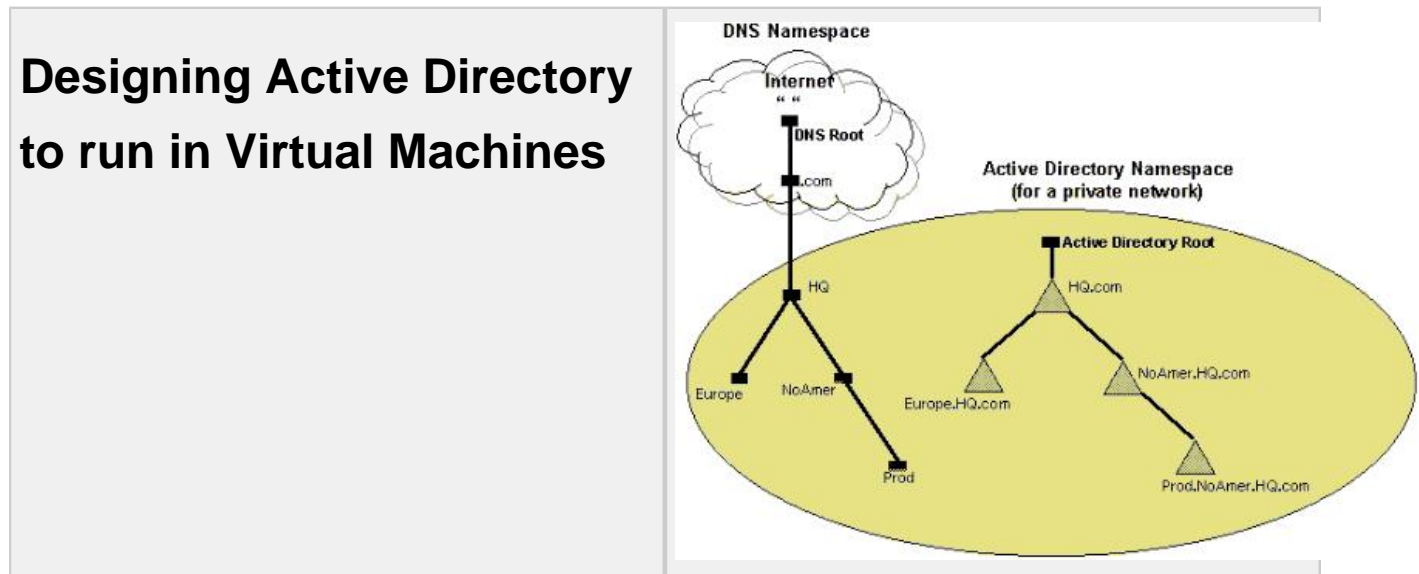 Designing Active Directory
to run in Virtual Machines
DNS Namespace
Internet
“ “
DNS Root
.com
HQ
Europe
NoAmer
Prod
Active Directory Namespace
(for a private network)
Active Directory Root
HQ.com
Europe.HQ.com
NoAmer.HQ.com
Prod.NoAmer.HQ.com